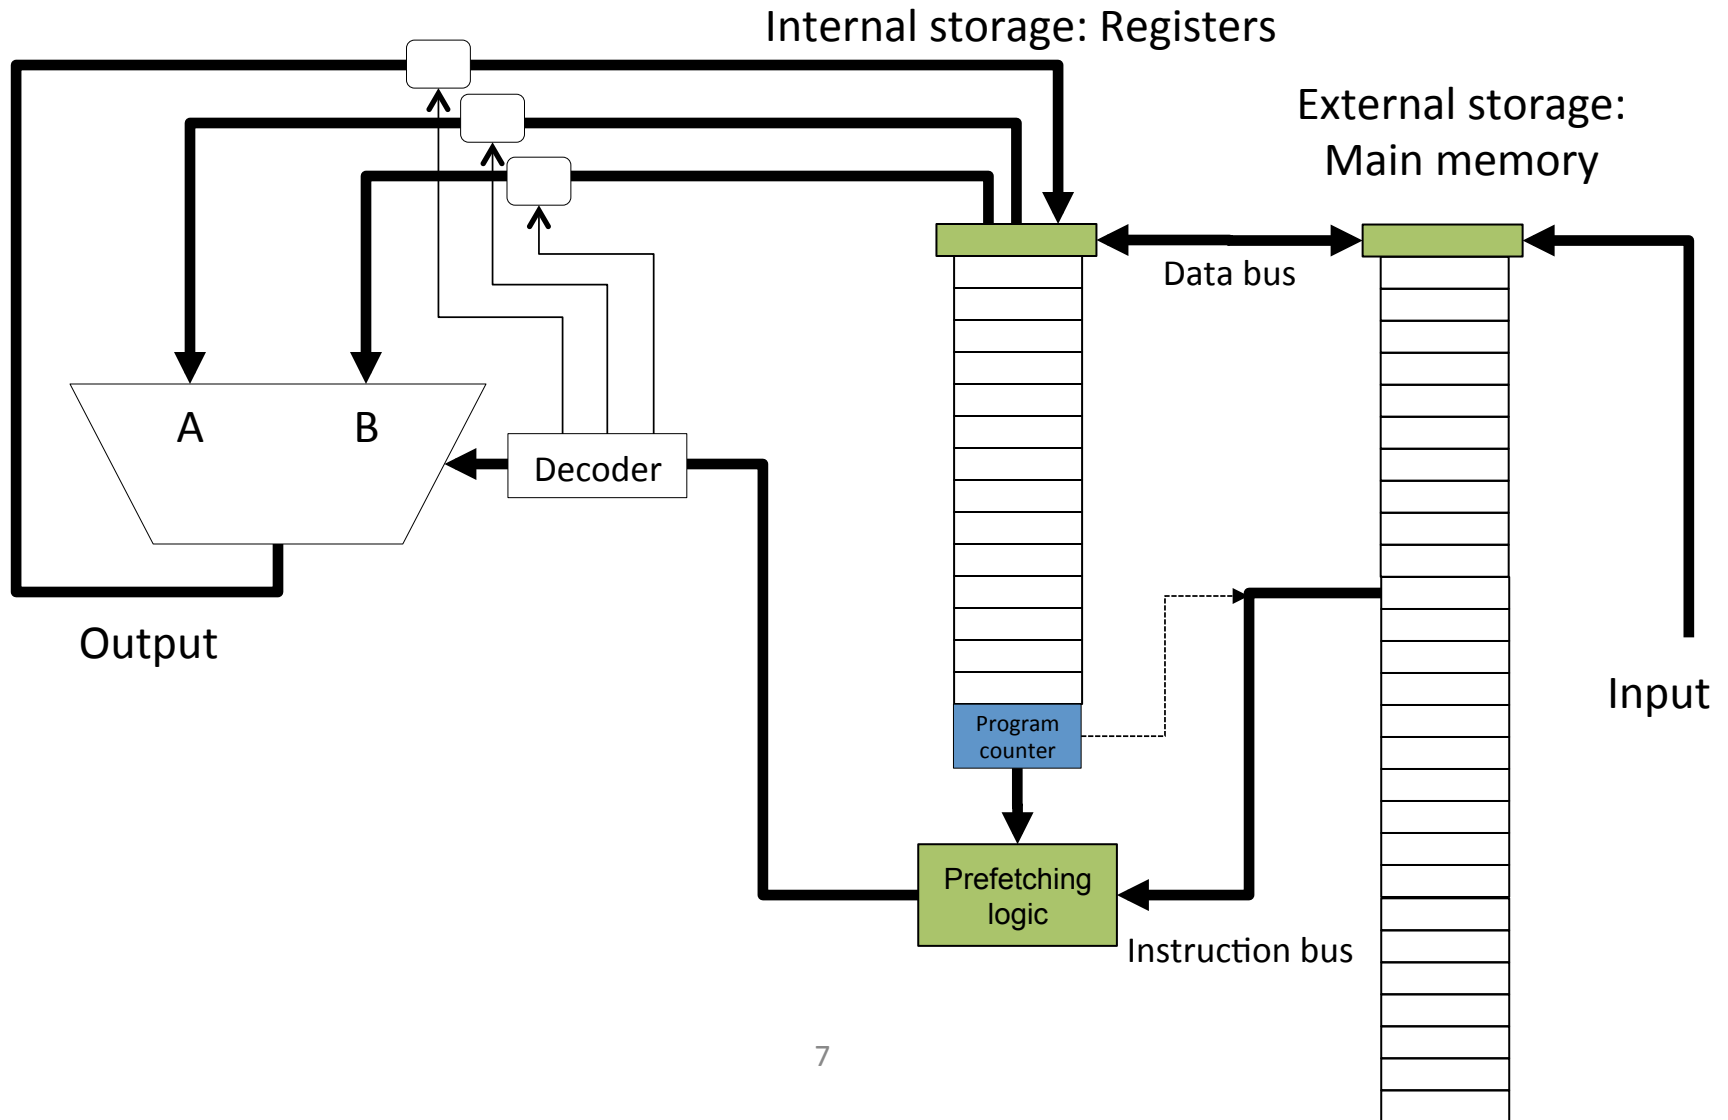 Internal storage: Registers
External storage:
Main memory
Data bus
A
B
Decoder
Output
Input
Program
counter
Prefetching
logic
Instruction bus
7